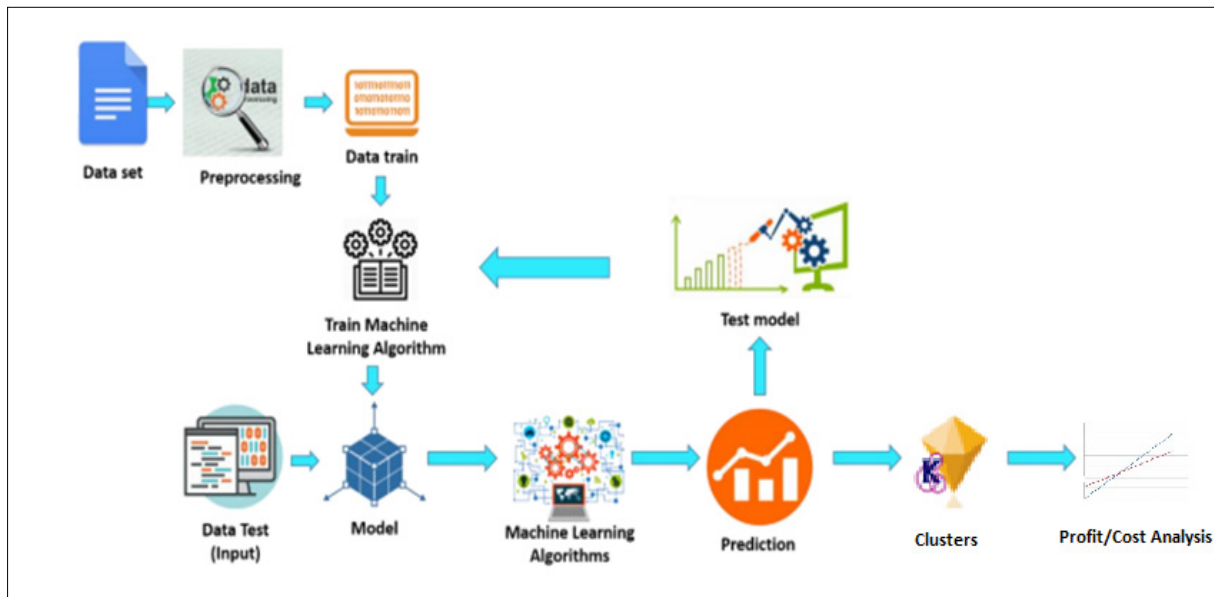 data
Data set
Preprocessing
Data train
Train Machine
Learning Algorithm
Test model
Data Test
(Input)
Model
Machine Learning
Algorithms
Prediction
K
Clusters
Profit/Cost Analysis